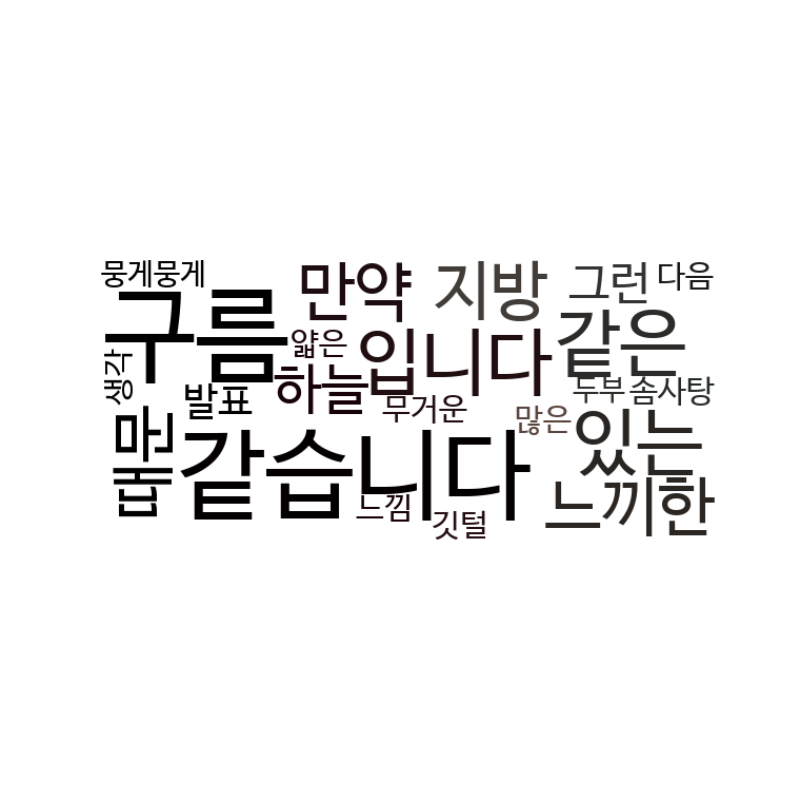 뭉게뭉게
만약
지방
그런
다음
구름
얇은
입니다
같은
생각
발표
하늘
무거운
두부
솜사탕
때문
같습니다
많은
있는
느낌
깃털
느끼한